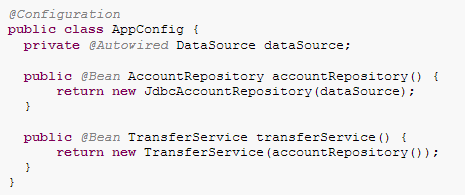 @Configuration
public class AppConfig {
  private @Autowired DataSource dataSource;

  public @Bean AccountRepository accountRepository() {
      return new JdbcAccountRepository(dataSource);
  }

  public @Bean TransferService transferService() {
      return new TransferService(accountRepository());
  }
}